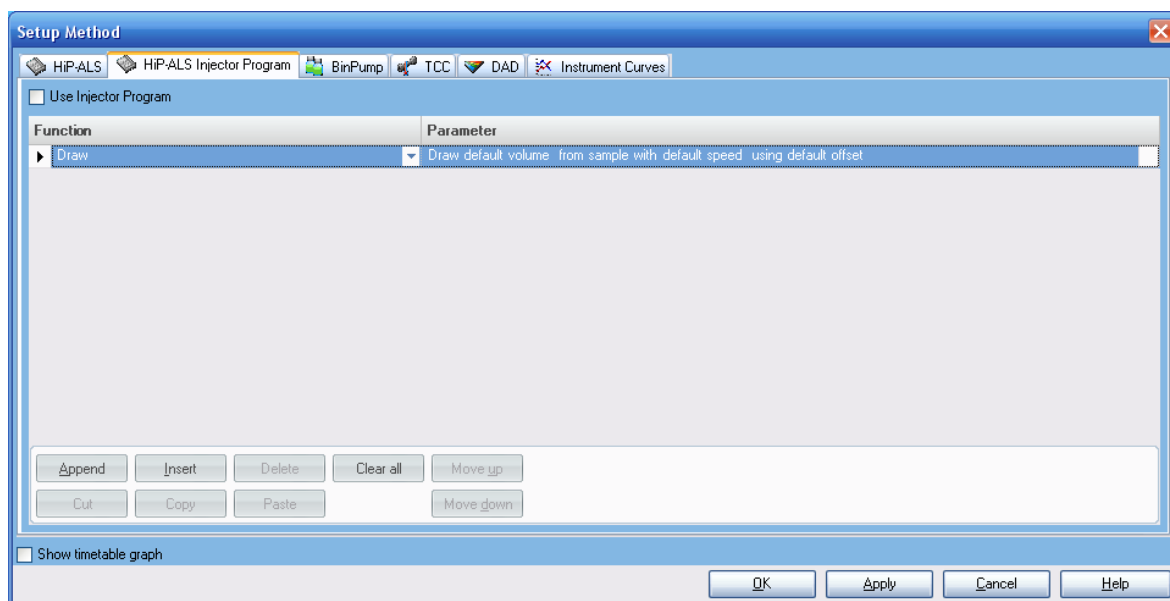 Setup Method
HiP-ALS HiP-ALS Injector Program BinPump TCC DAD Instrument Curves
Use Injector Program
Function Parameter
Draw Draw default volume from sample with default speed using default offset
Append Insert Delete Clear all Move up
Cut Copy Paste Move down
Show timetable graph
OK Apply Cancel Help